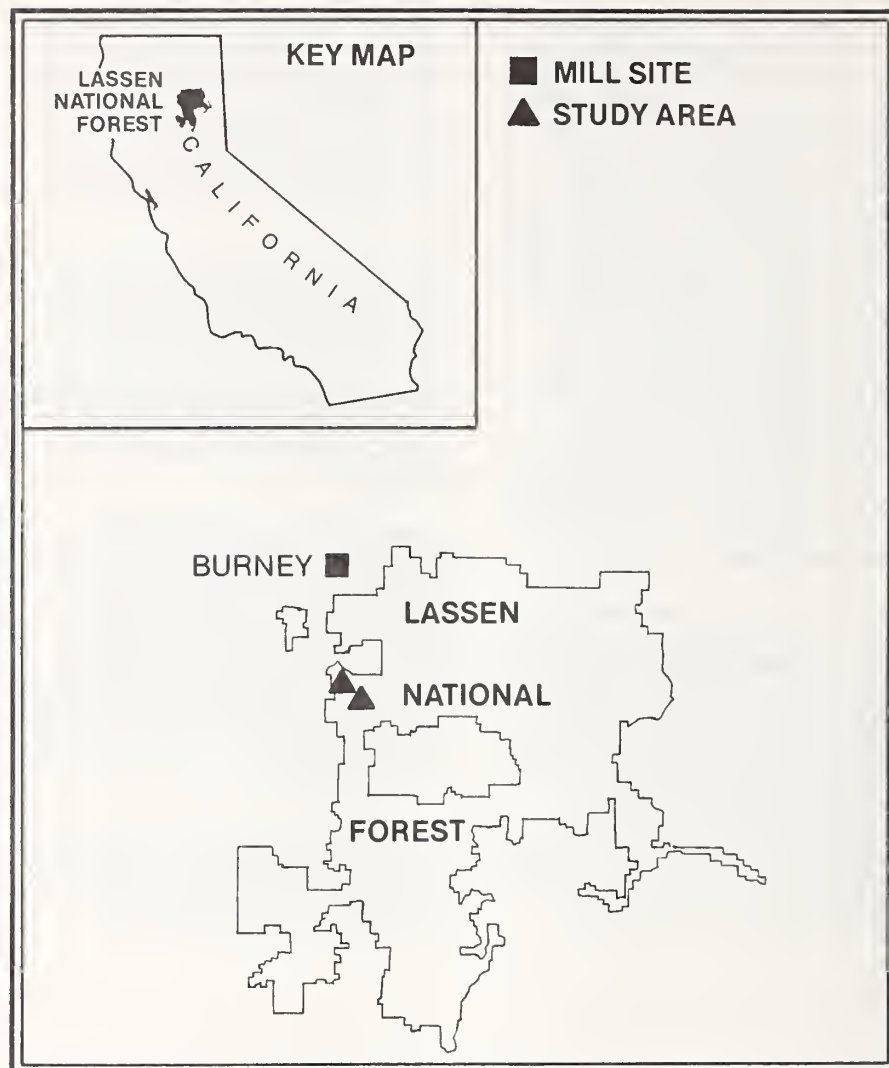 KEY MAP
LASSEN
NATIONAL
FOREST
CALIFORNIA
MILL SITE
STUDY AREA
BURNEY
LASSEN
NATIONAL
FOREST